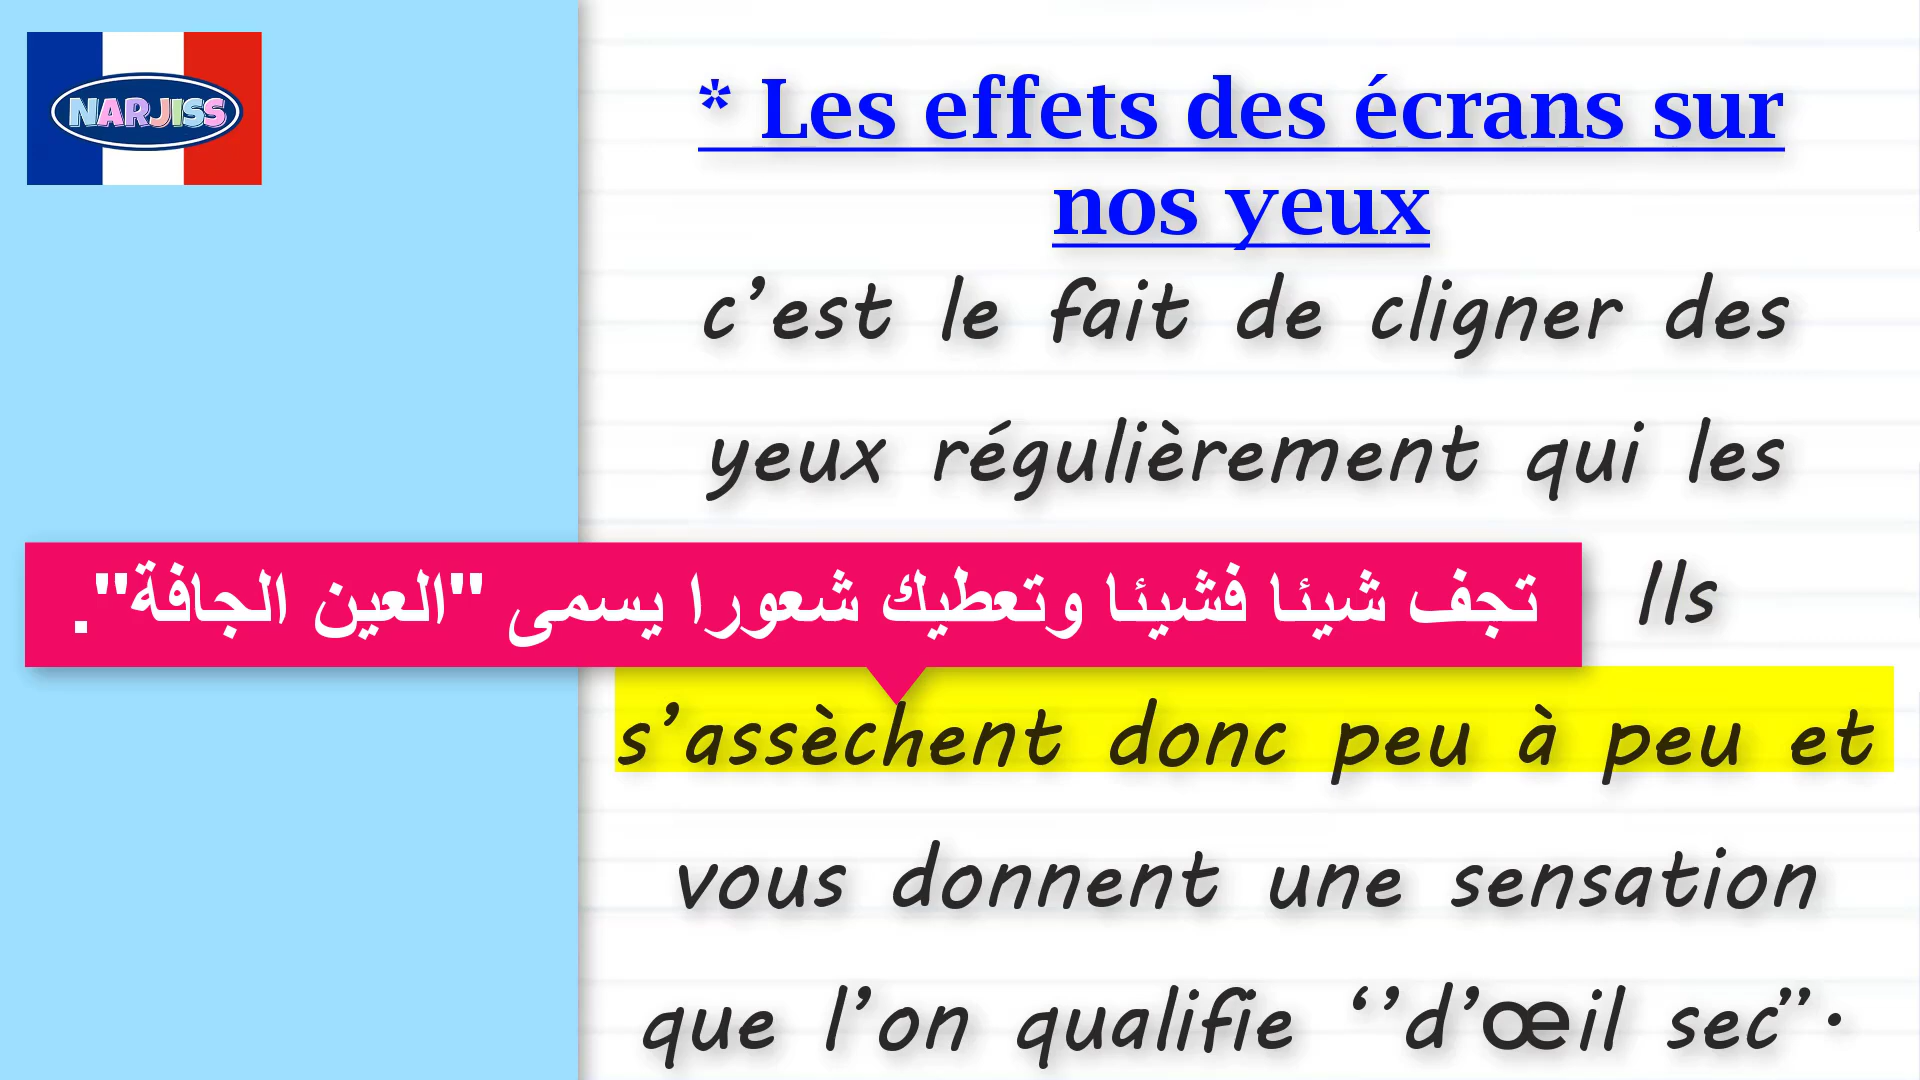 NARJISS
* Les effets des écrans sur
nos yeux
c’est le fait de cligner des
yeux régulièrement qui les
Ils
تجف شيئا فشيئا وتعطيك شعورا يسمى "العين الجافة".
s’assèchent donc peu à peu et
vous donnent une sensation
que l’on qualifie ‘’d’œil sec’’.